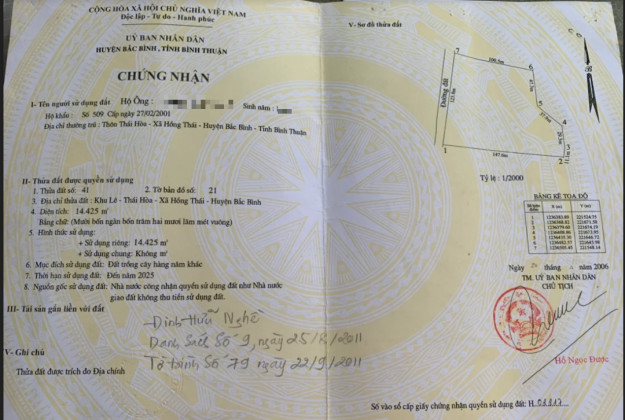 CỘNG HÒA XÃ HỘI CHỦ NGHĨA VIỆT NAM
Độc lập - Tự do - Hạnh phúc
UỶ BAN NHÂN DÂN
HUYỆN BẮC BÌNH, TỈNH BÌNH THUẬN
CHỨNG NHẬN
I- Tên người sử dụng đất Hộ Ông :
Sinh năm :
Hộ khẩu: Số 509 Cấp ngày 27/02/2001
Địa chỉ thường trú : Thôn Thái Hòa - Xã Hồng Thái - Huyện Bắc Bình - Tỉnh Bình Thuận
II- Thửa đất được quyền sử dụng
1. Thửa đất số: 41 2. Tờ bản đồ số: 21
3. Địa chỉ thửa đất : Khu Lê - Thái Hòa - Xã Hồng Thái - Huyện Bắc Bình
4. Diện tích: 14.425 m²
Bằng chữ: (Mười bốn ngàn bốn trăm hai mươi lăm mét vuông)
5. Hình thức sử dụng:
+ Sử dụng riêng: 14.425 m²
+ Sử dụng chung: Không m²
6. Mục đích sử dụng đất: Đất trồng cây hàng năm khác
7. Thời hạn sử dụng đất: Đến năm 2025
8. Nguồn gốc sử dụng đất: Nhà nước công nhận quyền sử dụng đất như Nhà nước
giao đất không thu tiền sử dụng đất.
III- Tài sản gắn liền với đất
Đinh Hữu Nghề
Danh Sách Số 9, ngày 25/8/2011
Tờ trình Số 79 ngày 22/9/2011
V- Ghi chú
Thửa đất được trích đo Địa chính
V- Sơ đồ thửa đất
7
6
Đường đất
4
3
1
2
Tỷ lệ : 1/2000
BẢNG KÊ TOẠ ĐỘ
X (m) Y (m)
Ngày tháng 2006
TM. UỶ BAN NHÂN DÂN
CHỦ TỊCH
Hồ Ngọc Được
Số vào sổ cấp giấy chứng nhận quyền sử dụng đất: H